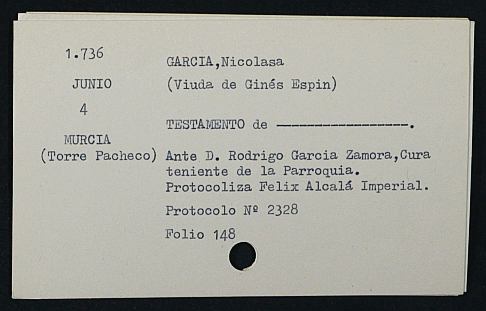 1.736
GARCIA,Nicolasa
JUNIO
(Viuda de Ginés Espin)
4
TESTAMENTO de -----------------.
MURCIA
(Torre Pacheco)
Ante D. Rodrigo Garcia Zamora,Cura
teniente de la Parroquia.
Protocoliza Felix Alcalá Imperial.
Protocolo Nº 2328
Folio 148